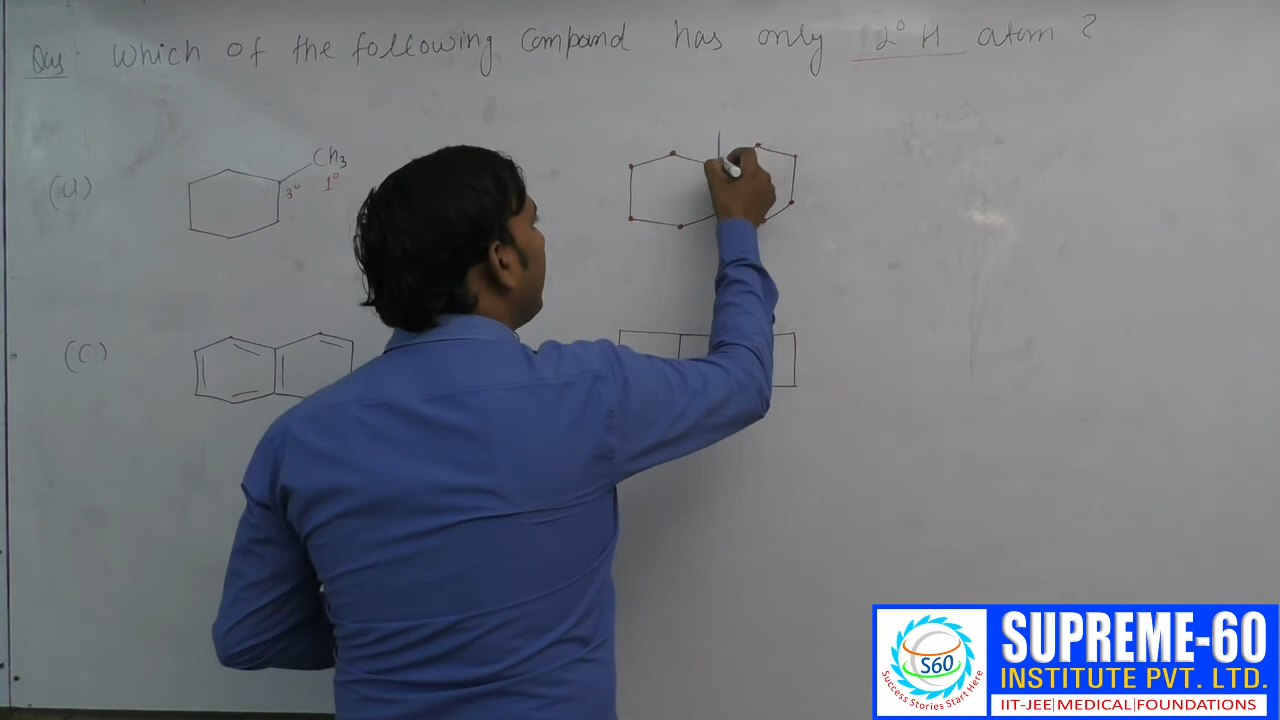 Ques: Which of the following Compound has only 2° H atom ?
(a)
CH3
3° 1°
(C)
S60
Success Stories Start Here
SUPREME-60
INSTITUTE PVT. LTD.
IIT-JEE|MEDICAL|FOUNDATIONS